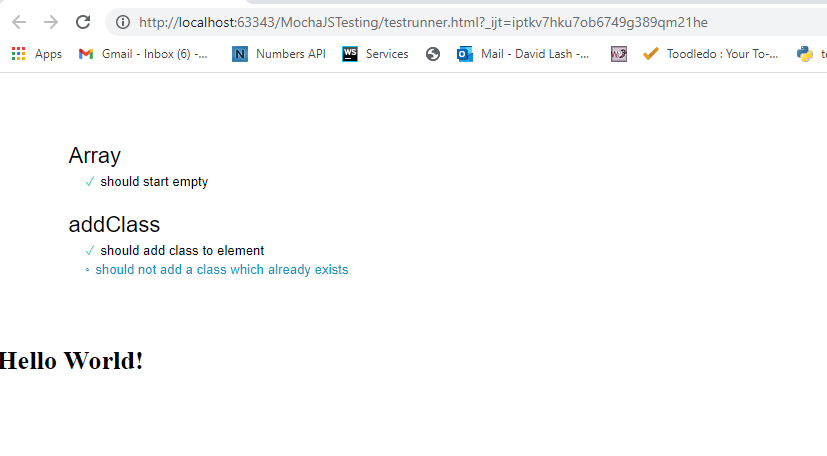 http://localhost:63343/MochaJSTesting/testrunner.html?_ijt=iptkv7hku7ob6749g389qm21he
Apps Gmail - Inbox (6) -... N Numbers API WS Services Mail - David Lash -... Toodledo : Your To-...
Array
✓ should start empty
addClass
✓ should add class to element
should not add a class which already exists
Hello World!